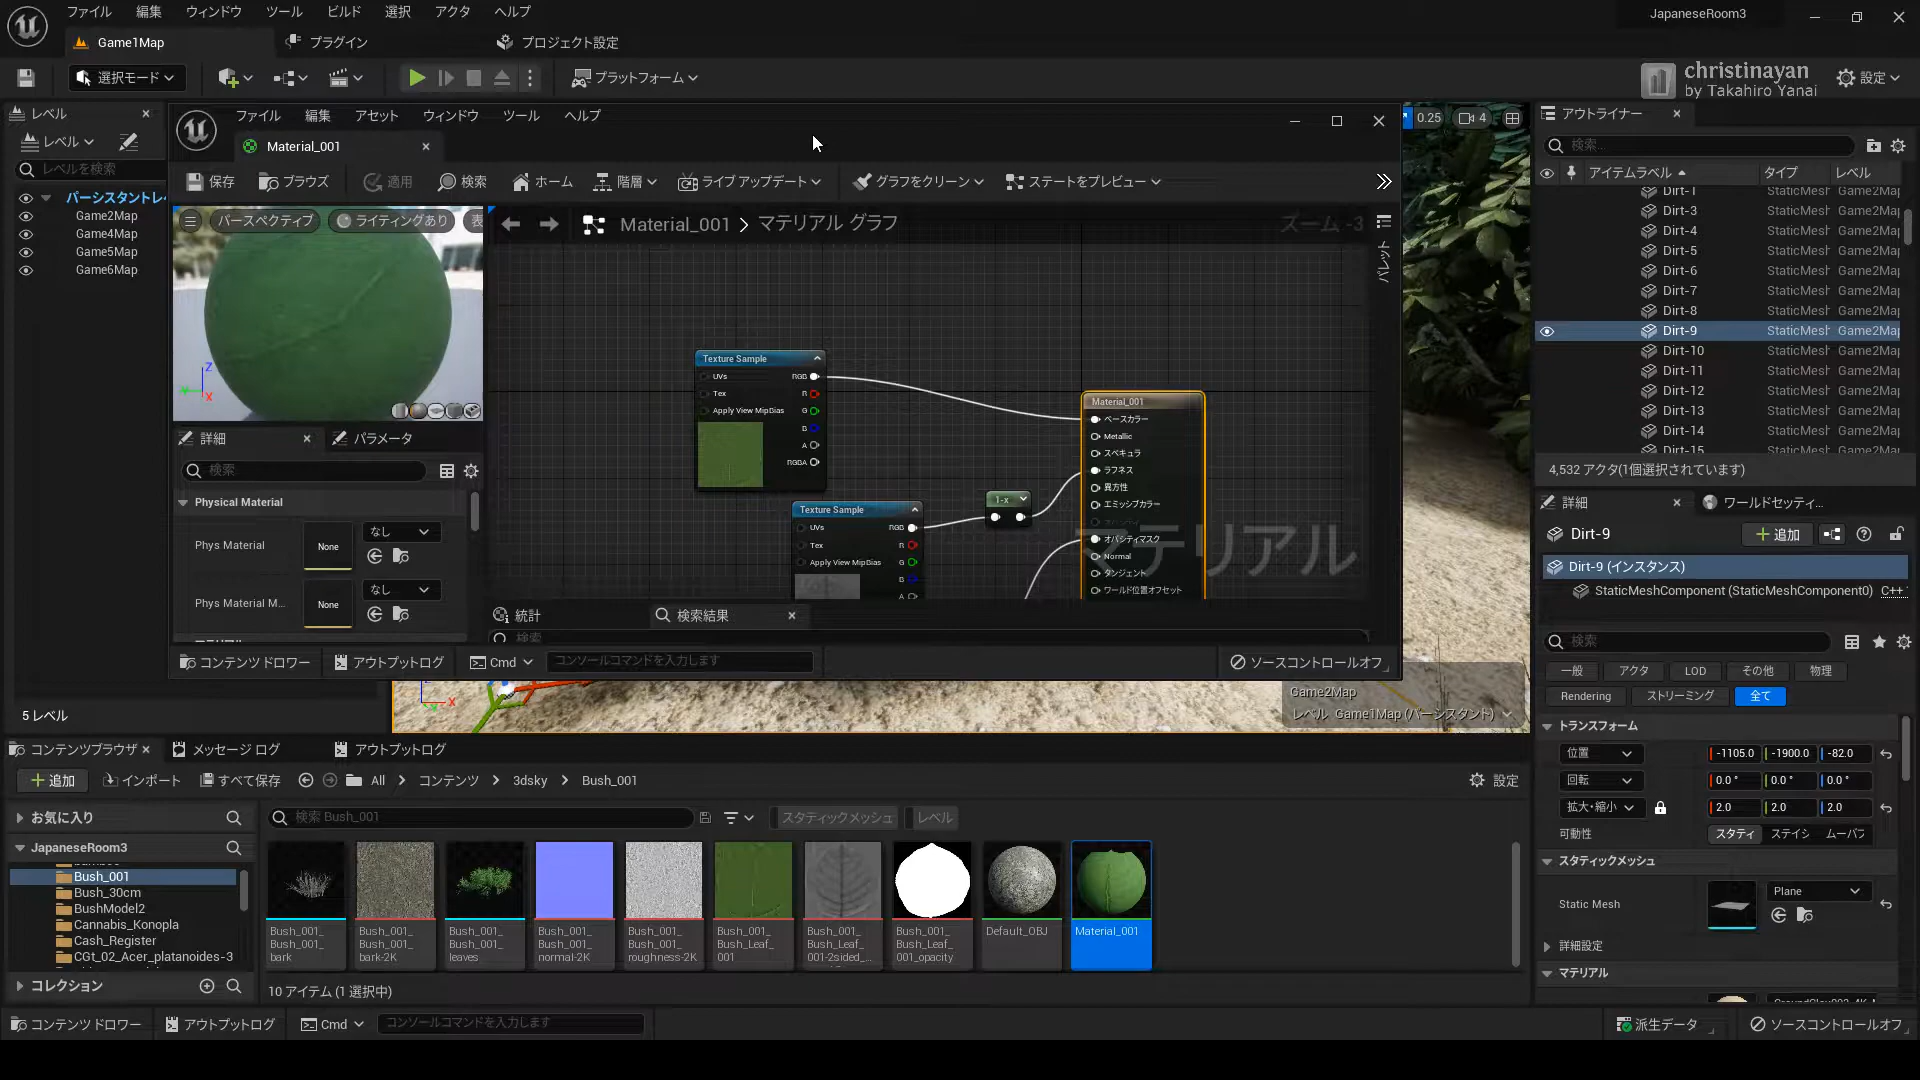 ファイル 編集 ウィンドウ ツール ビルド 選択 アクタ ヘルプ
JapaneseRoom3
Game1Map
プラグイン
プロジェクト設定
選択モード
プラットフォーム
christinayan
by Takahiro Yanai
設定
レベル
レベル
レベルを検索
パーシスタントレ
Game2Map
Game4Map
Game5Map
Game6Map
5 レベル
ファイル 編集 アセット ウィンドウ ツール ヘルプ
Material_001
保存 ブラウズ 適用 検索 ホーム 階層 ライブ アップデート グラフをクリーン ステートをプレビュー
パースペクティブ ライティングあり 表
Material_001 マテリアル グラフ
ズーム -3
パレット
Texture Sample
UVs RGB
Tex R
Apply View MipBias G
B
A
RGBA
Texture Sample
UVs RGB
Tex R
Apply View MipBias G
B
A
1-x
Material_001
ベースカラー
Metallic
スペキュラ
ラフネス
異方性
エミッシブカラー
オパシティマスク
Normal
タンジェント
ワールド位置オフセット
マテリアル
詳細 パラメータ
検索
Physical Material
Phys Material None なし
Phys Material M... None なし
統計 検索結果
検索
コンテンツドロワー アウトプットログ Cmd コンソールコマンドを入力します
ソースコントロールオフ
0.25 4
Game2Map
レベル Game1Map (パーシスタント)
アウトライナー
検索...
アイテムラベル タイプ レベル
Dirt-1 StaticMesh Game2Ma
Dirt-3 StaticMesh Game2Ma
Dirt-4 StaticMesh Game2Ma
Dirt-5 StaticMesh Game2Ma
Dirt-6 StaticMesh Game2Ma
Dirt-7 StaticMesh Game2Ma
Dirt-8 StaticMesh Game2Ma
Dirt-9 StaticMesh Game2Ma
Dirt-10 StaticMesh Game2Ma
Dirt-11 StaticMesh Game2Ma
Dirt-12 StaticMesh Game2Ma
Dirt-13 StaticMesh Game2Ma
Dirt-14 StaticMesh Game2Ma
Dirt-15 StaticMesh Game2Ma
4,532 アクタ(1個選択されています)
詳細 ワールドセッティ...
Dirt-9 追加
Dirt-9 (インスタンス)
StaticMeshComponent (StaticMeshComponent0) C++
検索
一般 アクタ LOD その他 物理
Rendering ストリーミング 全て
トランスフォーム
位置 -1105.0 -1900.0 -82.0
回転 0.0 ° 0.0 ° 0.0 °
拡大・縮小 2.0 2.0 2.0
可動性 スタティ ステイシ ムーバブ
スタティックメッシュ
Static Mesh Plane
詳細設定
マテリアル
コンテンツブラウザ メッセージ ログ アウトプットログ
追加 インポート すべて保存 All コンテンツ 3dsky Bush_001
設定
お気に入り
JapaneseRoom3
Bush_001
Bush_30cm
BushModel2
Cannabis_Konopla
Cash_Register
CGt_02_Acer_platanoides-3
コレクション
検索 Bush_001
スタティックメッシュ レベル
Bush_001_
Bush_001_
bark
Bush_001_
Bush_001_
bark-2K
Bush_001_
Bush_001_
leaves
Bush_001_
Bush_001_
normal-2K
Bush_001_
Bush_001_
roughness-2K
Bush_001_
Bush_Leaf_
001
Bush_001_
Bush_Leaf_
001-2sided_...
Bush_001_
Bush_Leaf_
001_opacity
Default_OBJ
Material_001
10 アイテム (1 選択中)
コンテンツドロワー アウトプットログ Cmd コンソールコマンドを入力します
派生データ ソースコントロールオフ